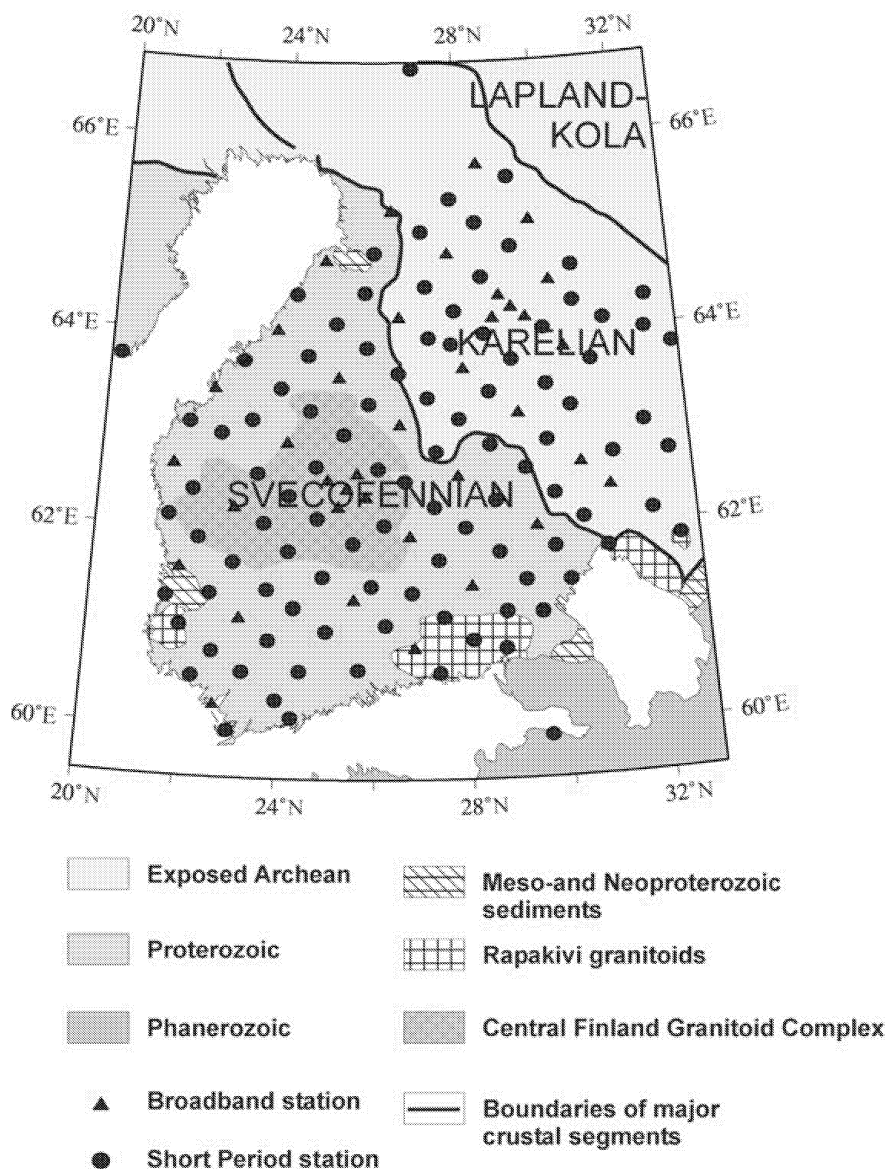 20°N 24°N 28°N 32°N
LAPLAND-
KOLA
66°E 66°E
64°E 64°E
KARELIAN
SVECOFENNIAN
62°E 62°E
60°E 60°E
20°N 24°N 28°N 32°N
Exposed Archean
Proterozoic
Phanerozoic
Broadband station
Short Period station
Meso-and Neoproterozoic
sediments
Rapakivi granitoids
Central Finland Granitoid Complex
Boundaries of major
crustal segments